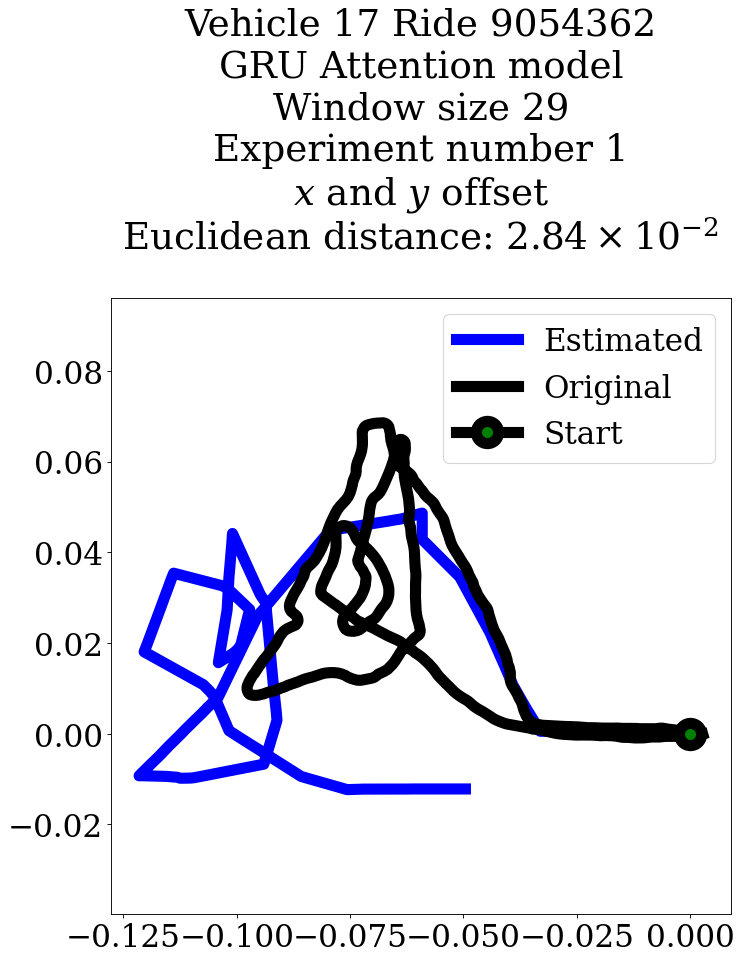 Vehicle 17 Ride 9054362
GRU Attention model
Window size 29
Experiment number 1
x and y offset
Euclidean distance: 2.84 × 10⁻²
Estimated
Original
Start
0.08
0.06
0.04
0.02
0.00
−0.02
−0.125 −0.100 −0.075 −0.050 −0.025 0.000